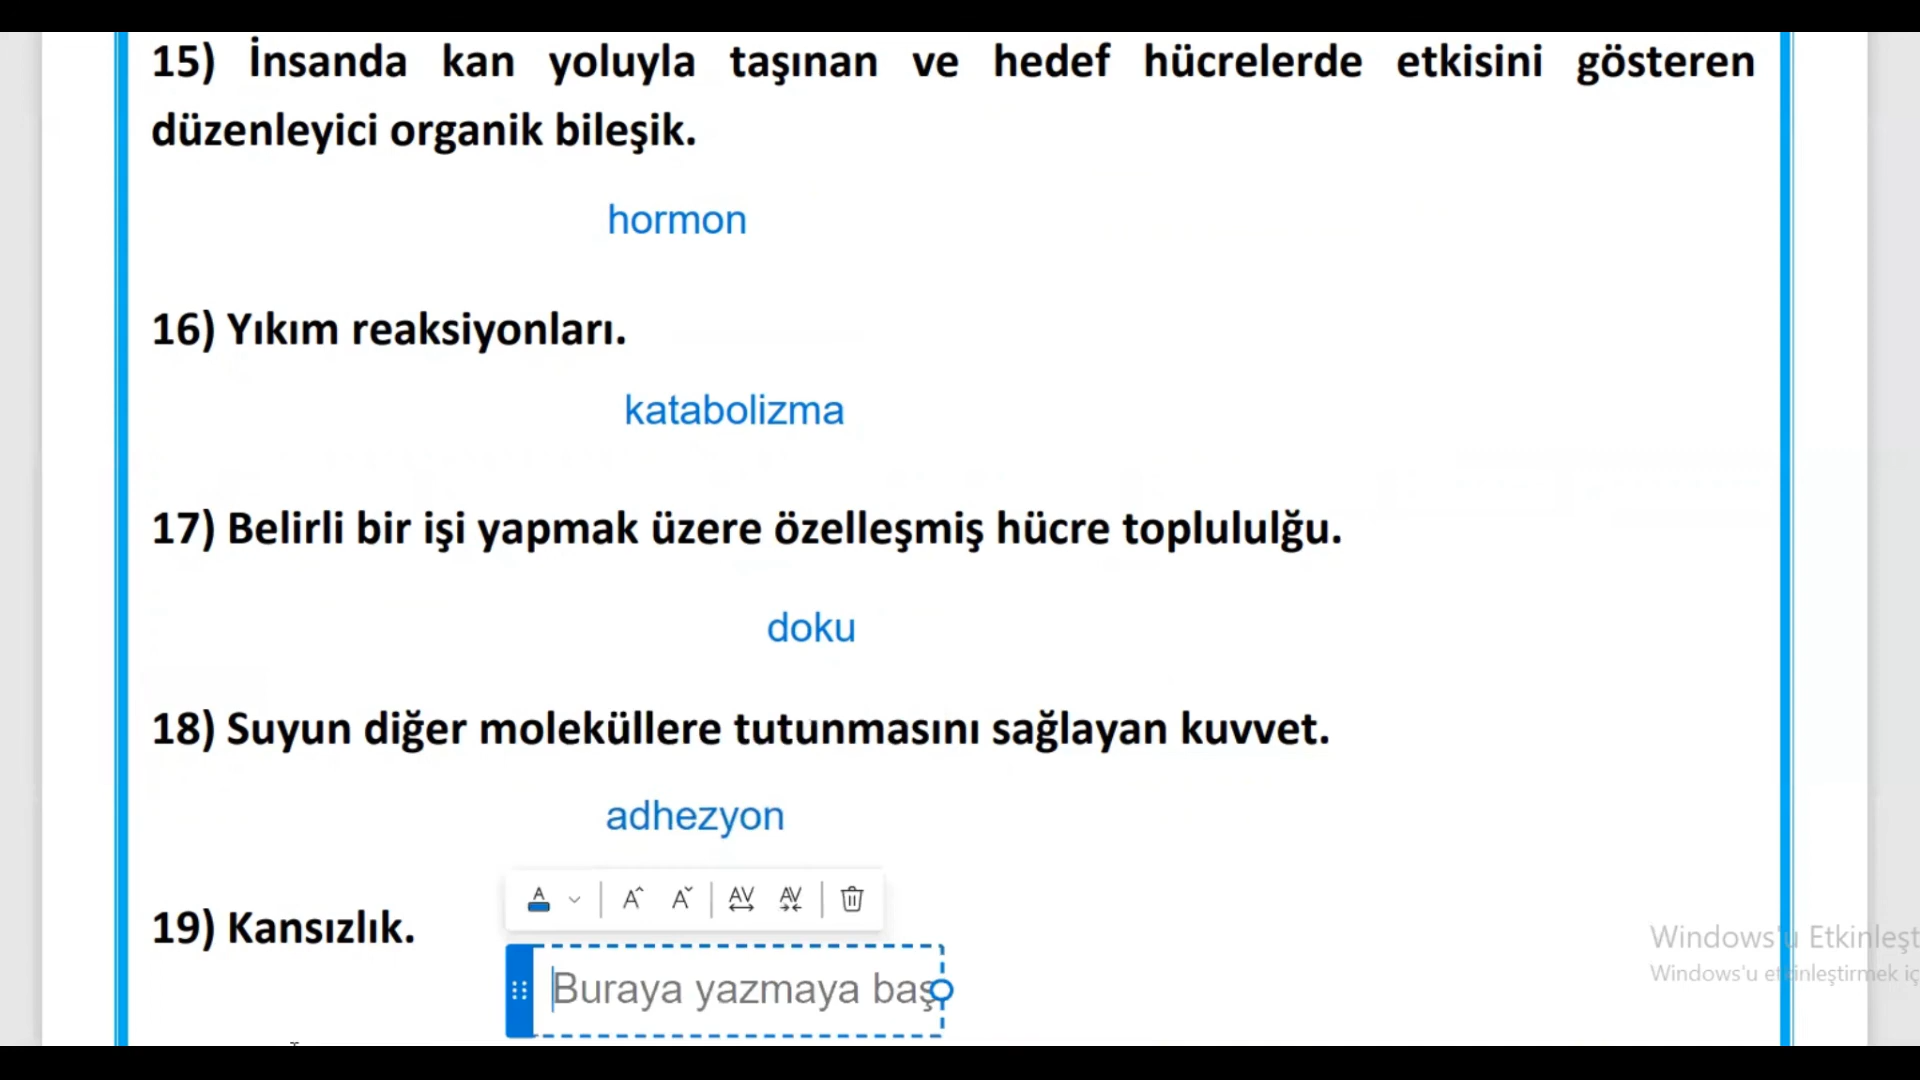 15) İnsanda kan yoluyla taşınan ve hedef hücrelerde etkisini gösteren
düzenleyici organik bileşik.
hormon
16) Yıkım reaksiyonları.
katabolizma
17) Belirli bir işi yapmak üzere özelleşmiş hücre toplululğu.
doku
18) Suyun diğer moleküllere tutunmasını sağlayan kuvvet.
adhezyon
19) Kansızlık.
Buraya yazmaya baş
Windows'u Etkinleşt
Windows'u etkinleştirmek iç